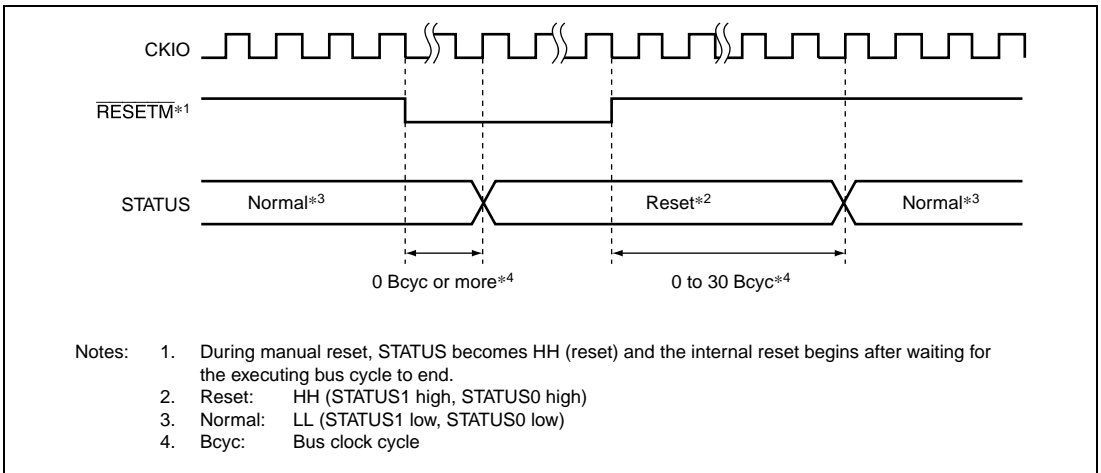 CKIO
RESETM*1
STATUS Normal*3 Reset*2 Normal*3
0 Bcyc or more*4 0 to 30 Bcyc*4
Notes: 1. During manual reset, STATUS becomes HH (reset) and the internal reset begins after waiting for
the executing bus cycle to end.
2. Reset: HH (STATUS1 high, STATUS0 high)
3. Normal: LL (STATUS1 low, STATUS0 low)
4. Bcyc: Bus clock cycle